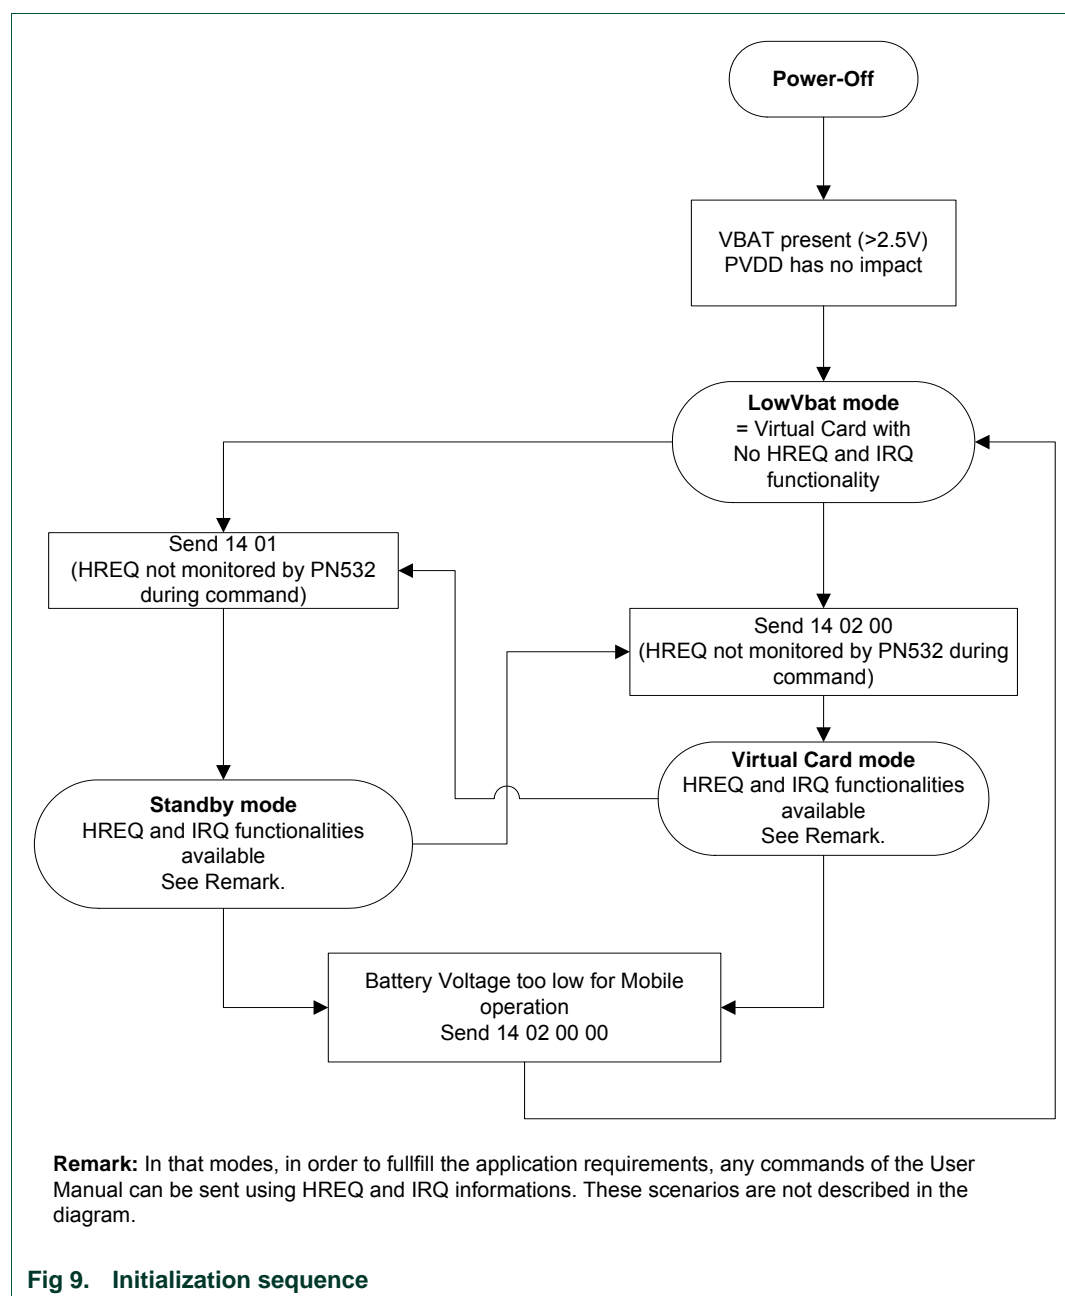 Power-Off
VBAT present (>2.5V)
PVDD has no impact
LowVbat mode
= Virtual Card with
No HREQ and IRQ
functionality
Send 14 01
(HREQ not monitored by PN532
during command)
Send 14 02 00
(HREQ not monitored by PN532 during
command)
Virtual Card mode
HREQ and IRQ functionalities
available
See Remark.
Standby mode
HREQ and IRQ functionalities
available
See Remark.
Battery Voltage too low for Mobile
operation
Send 14 02 00 00
Remark: In that modes, in order to fullfill the application requirements, any commands of the User
Manual can be sent using HREQ and IRQ informations. These scenarios are not described in the
diagram.
Fig 9. Initialization sequence